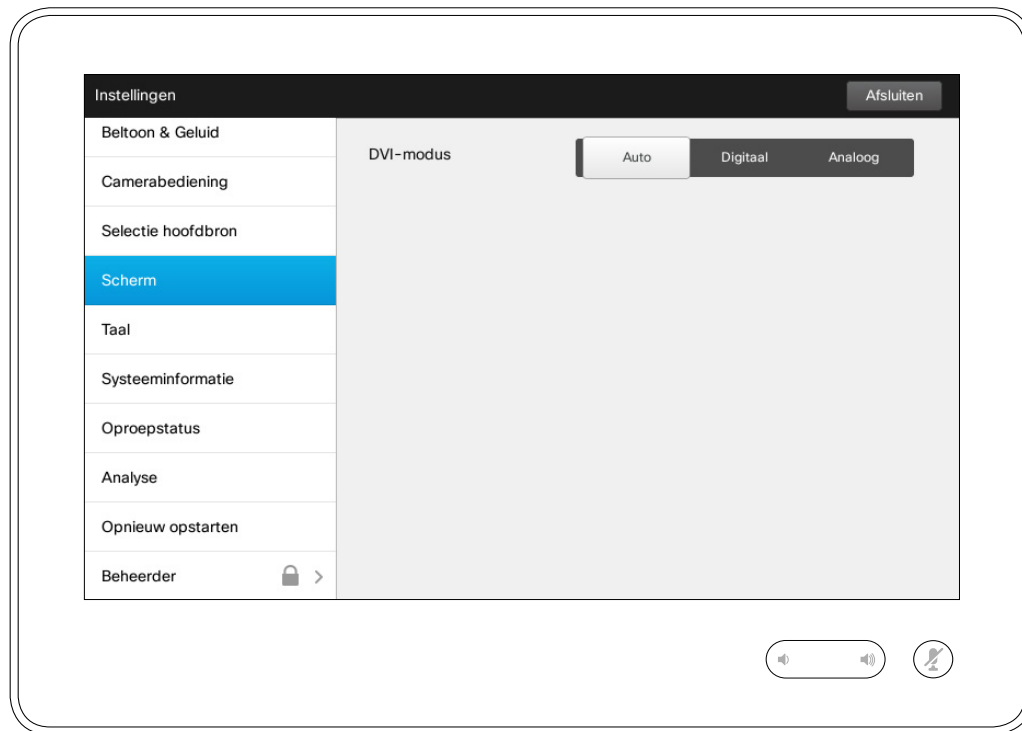 Instellingen
Afsluiten
Beltoon & Geluid
DVI-modus
Auto
Digitaal
Analoog
Camerabediening
Selectie hoofdbron
Scherm
Taal
Systeeminformatie
Oproepstatus
Analyse
Opnieuw opstarten
Beheerder